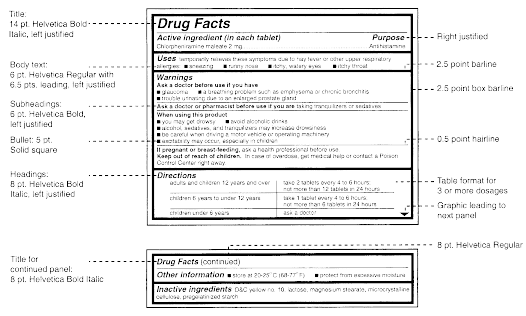 Title:
14 pt. Helvetica Bold
Italic, left justified
Body text:
6 pt. Helvetica Regular with
6.5 pts. leading, left justified
Subheadings:
6 pt. Helvetica Bold,
left justified
Bullet: 5 pt.
Solid square
Headings:
8 pt. Helvetica Bold
Italic, left justified
Drug Facts
Active ingredient (in each tablet) Purpose
Chlorpheniramine maleate 2 mg Antihistamine
Uses temporarily relieves these symptoms due to hay fever or other upper respiratory
allergies: ■ sneezing ■ runny nose ■ itchy, watery eyes ■ itchy throat
Warnings
Ask a doctor before use if you have
■ glaucoma ■ a breathing problem such as emphysema or chronic bronchitis
■ trouble urinating due to an enlarged prostate gland
Ask a doctor or pharmacist before use if you are taking tranquilizers or sedatives
When using this product
■ you may get drowsy ■ avoid alcoholic drinks
■ alcohol, sedatives, and tranquilizers may increase drowsiness
■ be careful when driving a motor vehicle or operating machinery
■ excitability may occur, especially in children
If pregnant or breast-feeding, ask a health professional before use.
Keep out of reach of children. In case of overdose, get medical help or contact a Poison
Control Center right away.
Directions
adults and children 12 years and over take 2 tablets every 4 to 6 hours;
not more than 12 tablets in 24 hours
children 6 years to under 12 years take 1 tablet every 4 to 6 hours;
not more than 6 tablets in 24 hours
children under 6 years ask a doctor
Right justified
2.5 point barline
2.5 point box barline
0.5 point hairline
Table format for
3 or more dosages
Graphic leading to
next panel
8 pt. Helvetica Regular
Title for
continued panel:
8 pt. Helvetica Bold Italic
Drug Facts (continued)
Other information ■ store at 20-25° C (68-77° F) ■ protect from excessive moisture
Inactive ingredients D&C yellow no. 10, lactose, magnesium stearate, microcrystalline
cellulose, pregelatinized starch